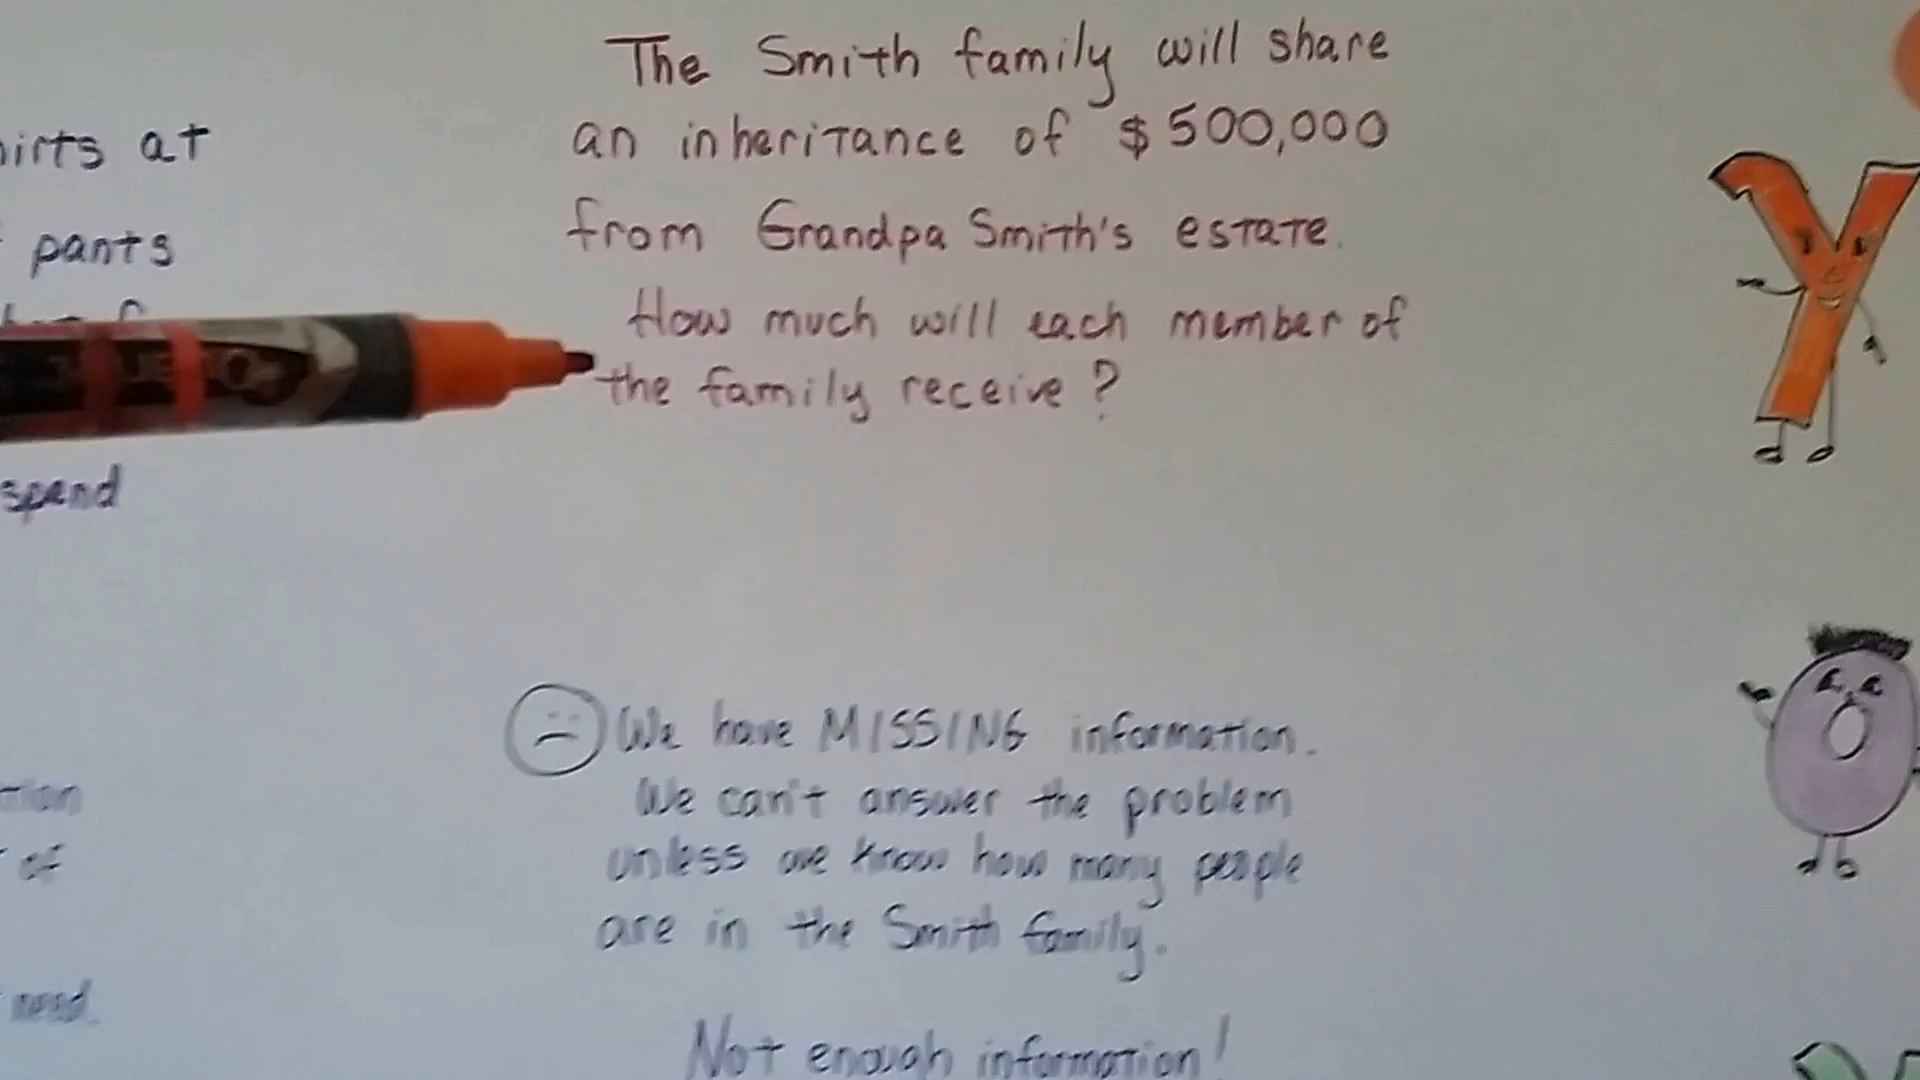 The Smith family will share
an inheritance of $500,000
from Grandpa Smith's estate.
How much will each member of
the family receive?
We have MISSING information.
We can't answer the problem
unless we know how many people
are in the Smith family.
Not enough information!
at
pants
spend
of
need.